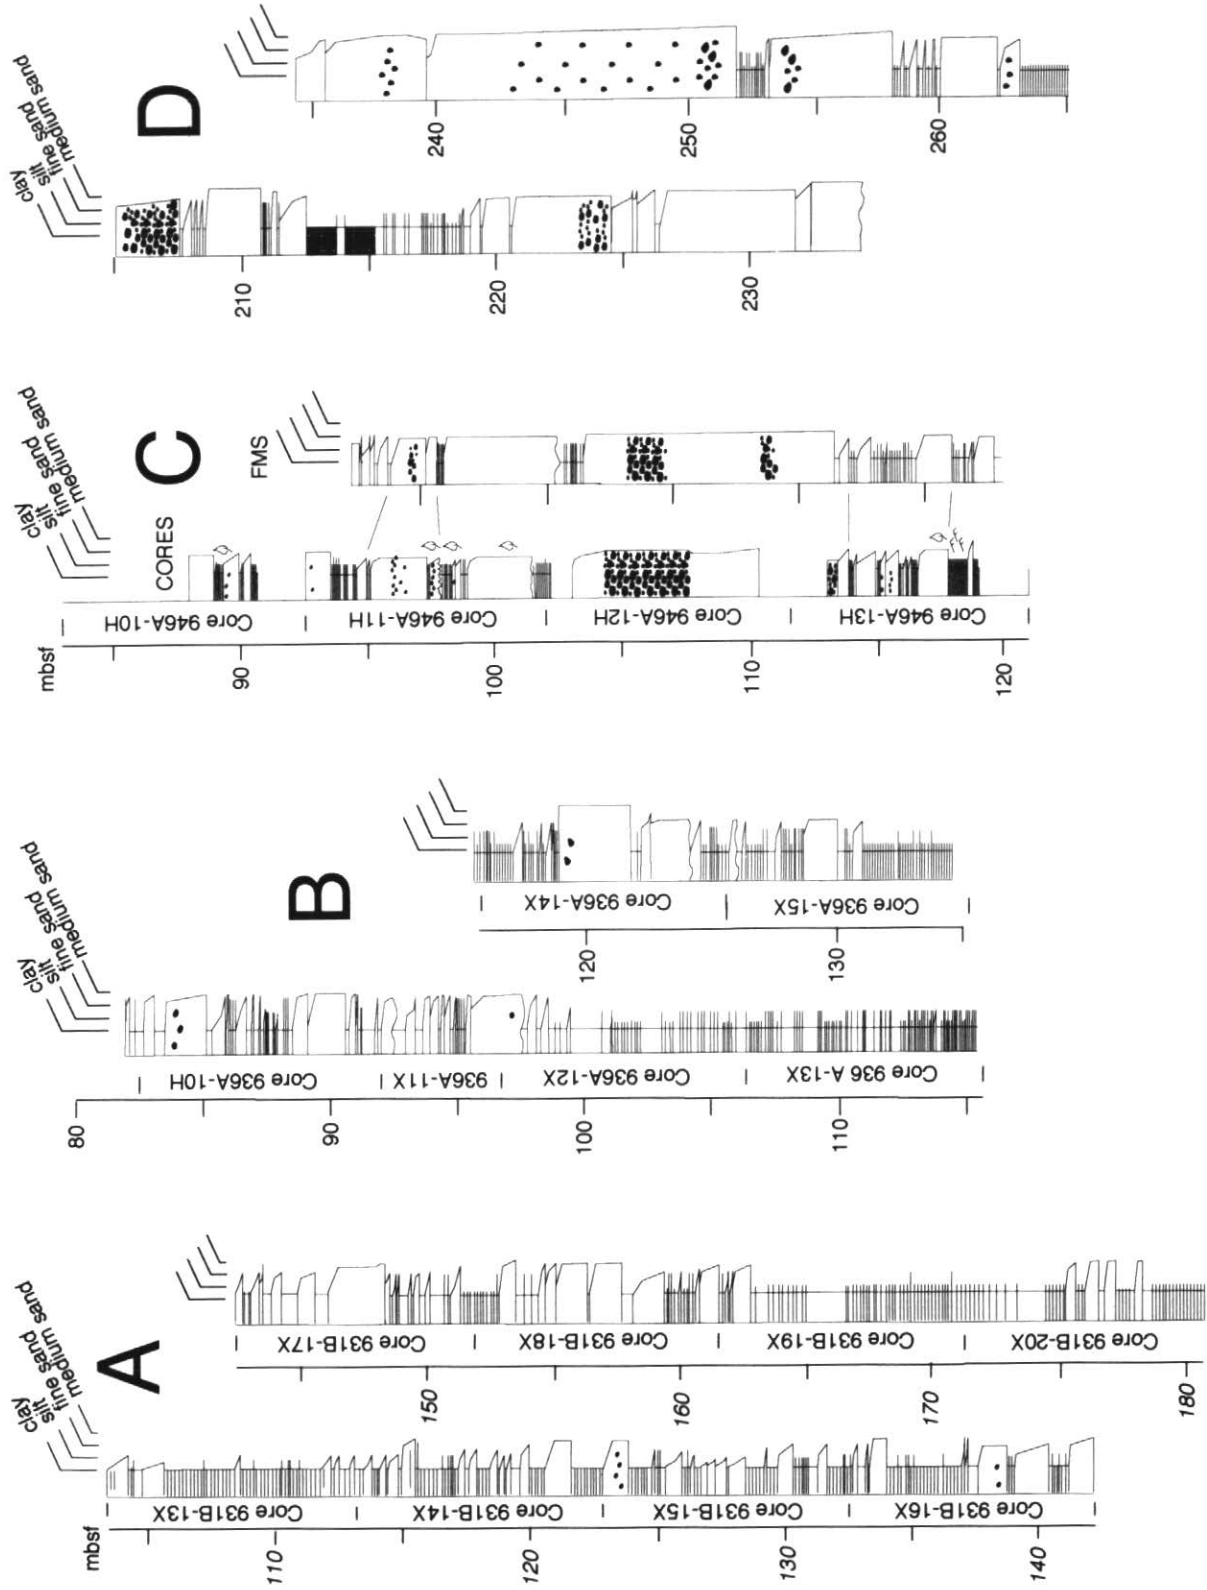 A
mbsf
clay
silt
fine sand
medium sand
Core 931B-13X
Core 931B-14X
Core 931B-15X
Core 931B-16X
110
120
130
140
Core 931B-17X
Core 931B-18X
Core 931B-19X
Core 931B-20X
150
160
170
180
B
clay
silt
fine sand
medium sand
Core 936A-10H
936A-11X
Core 936A-12X
Core 936 A-13X
80
90
100
110
Core 936A-14X
Core 936A-15X
120
130
C
mbsf
clay
silt
fine sand
medium sand
CORES
FMS
Core 946A-10H
Core 946A-11H
Core 946A-12H
Core 946A-13H
90
100
110
120
D
clay
silt
fine sand
medium sand
210
220
230
240
250
260